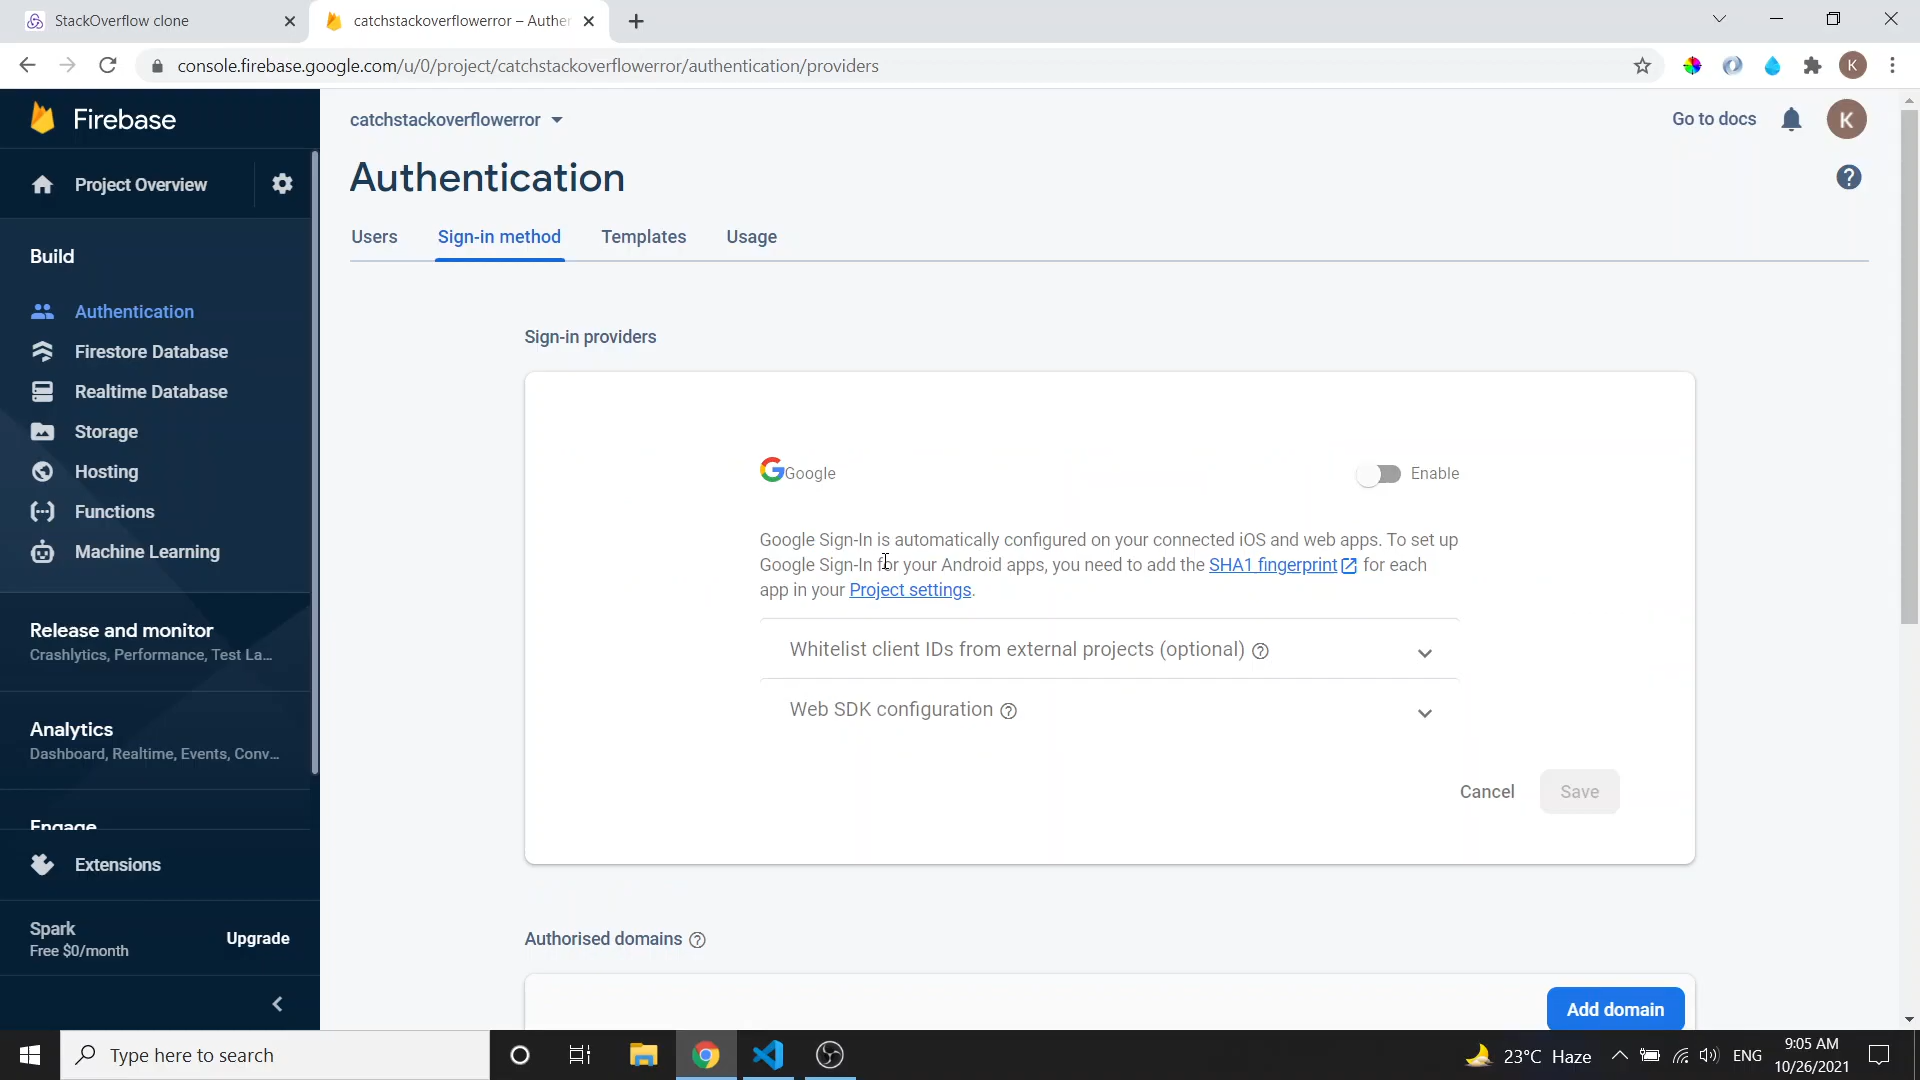 StackOverflow clone
catchstackoverflowerror – Auther
console.firebase.google.com/u/0/project/catchstackoverflowerror/authentication/providers
K
Firebase
catchstackoverflowerror
Go to docs
K
Project Overview
Authentication
?
Users Sign-in method Templates Usage
Build
Authentication
Firestore Database
Realtime Database
Storage
Hosting
Functions
Machine Learning
Release and monitor
Crashlytics, Performance, Test La...
Analytics
Dashboard, Realtime, Events, Conv...
Engage
Extensions
Spark
Free $0/month
Upgrade
Sign-in providers
Google
Enable
Google Sign-In is automatically configured on your connected iOS and web apps. To set up
Google Sign-In for your Android apps, you need to add the SHA1 fingerprint for each
app in your Project settings.
Whitelist client IDs from external projects (optional) ?
Web SDK configuration ?
Cancel Save
Authorised domains ?
Add domain
Type here to search
23°C Haze
ENG
9:05 AM
10/26/2021